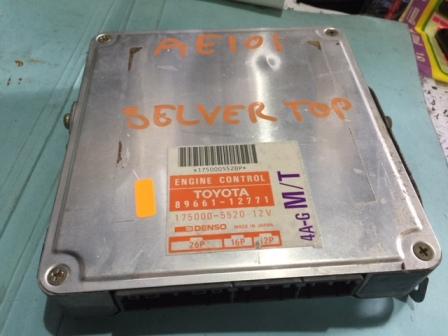 AE101
SELVER TOP
*1750005520P*
ENGINE CONTROL
TOYOTA
89661-12771
175000-5520 12V
DENSO MADE IN JAPAN
26P 16P 12P
4A-G M/T